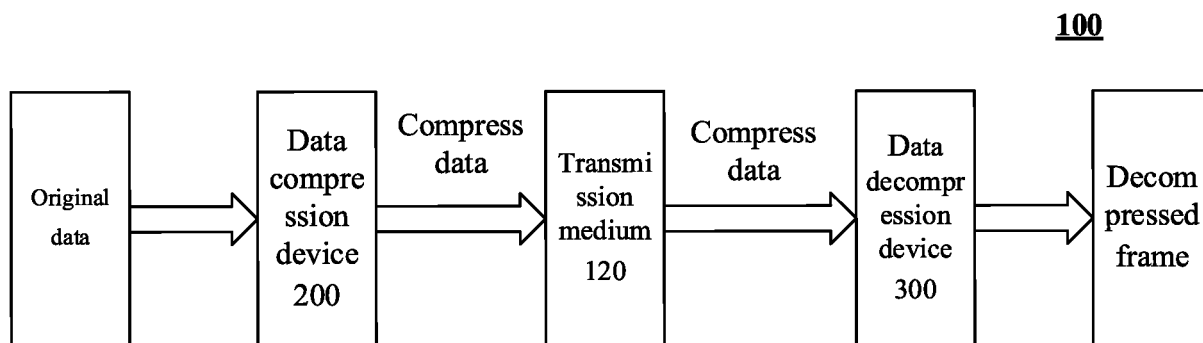 100
Original
data
Data
compre
ssion
device
200
Compress
data
Transmi
ssion
medium
120
Compress
data
Data
decompr
ession
device
300
Decom
pressed
frame